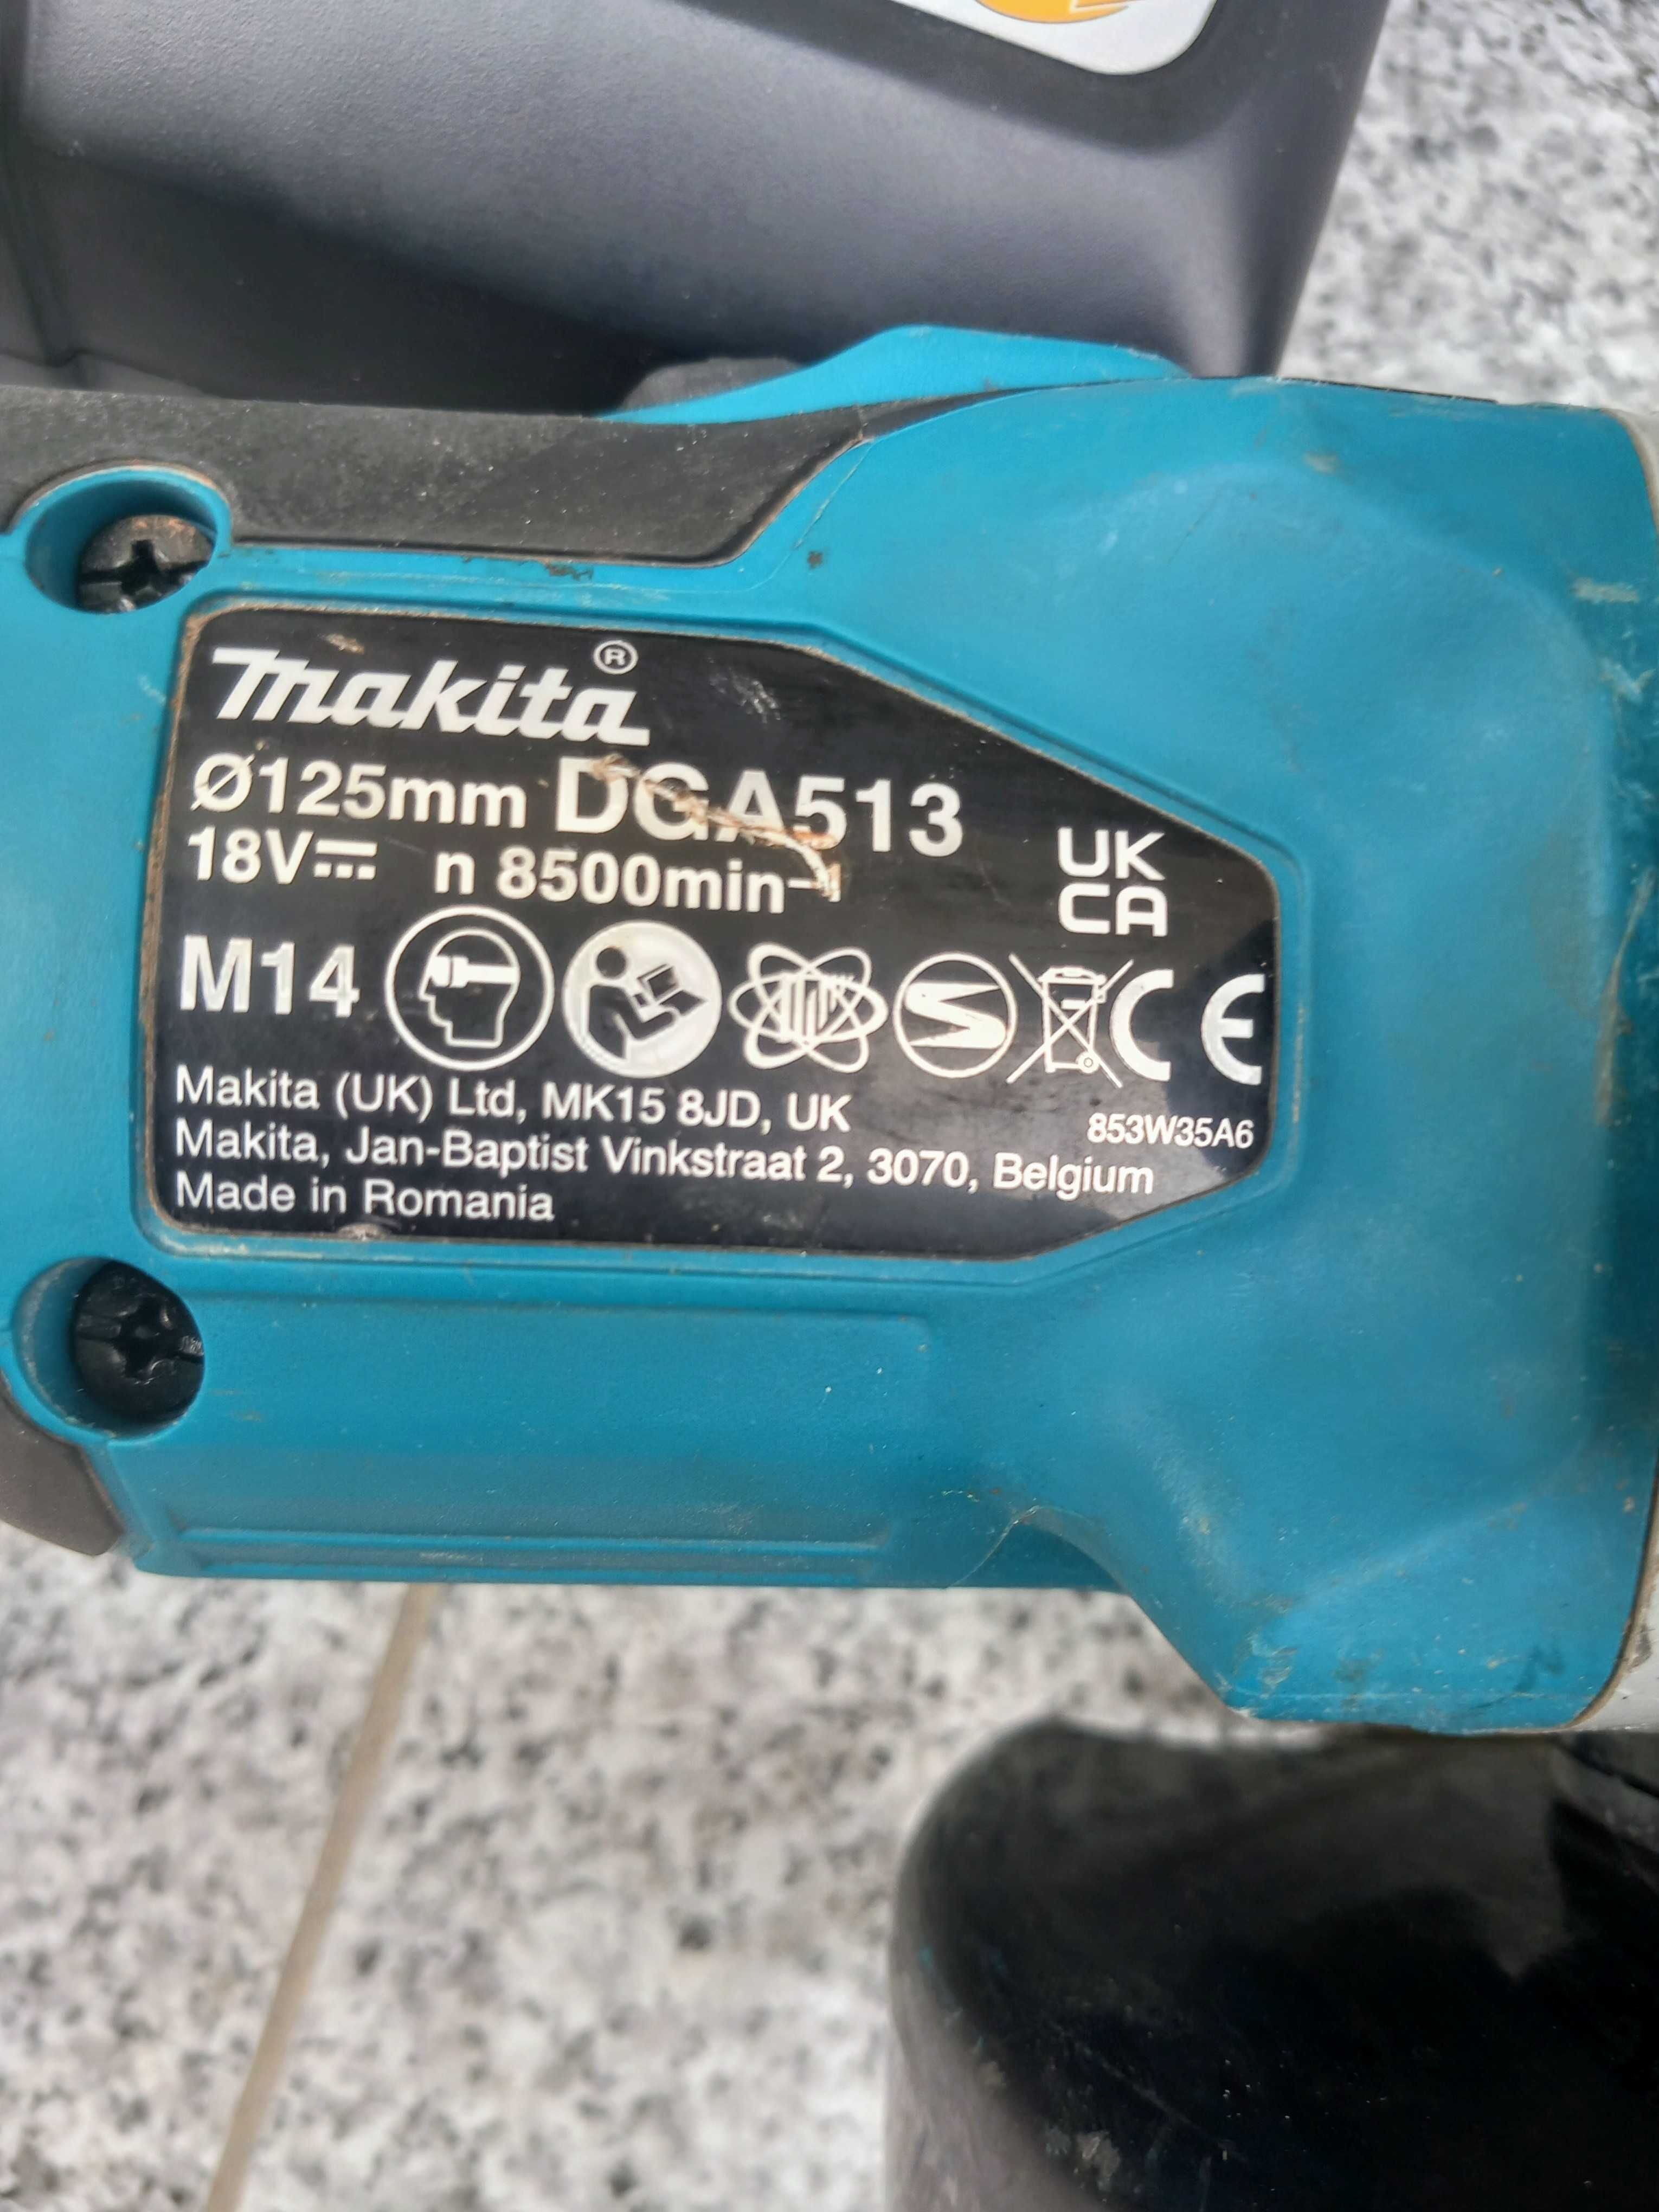 makita®
Ø125mm DGA513
18V⎓ n 8500min⁻¹
UK
CA
M14
CE
Makita (UK) Ltd, MK15 8JD, UK
853W35A6
Makita, Jan-Baptist Vinkstraat 2, 3070, Belgium
Made in Romania